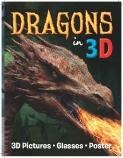 DRAGONS
in 3D
3D Pictures • Glasses • Poster